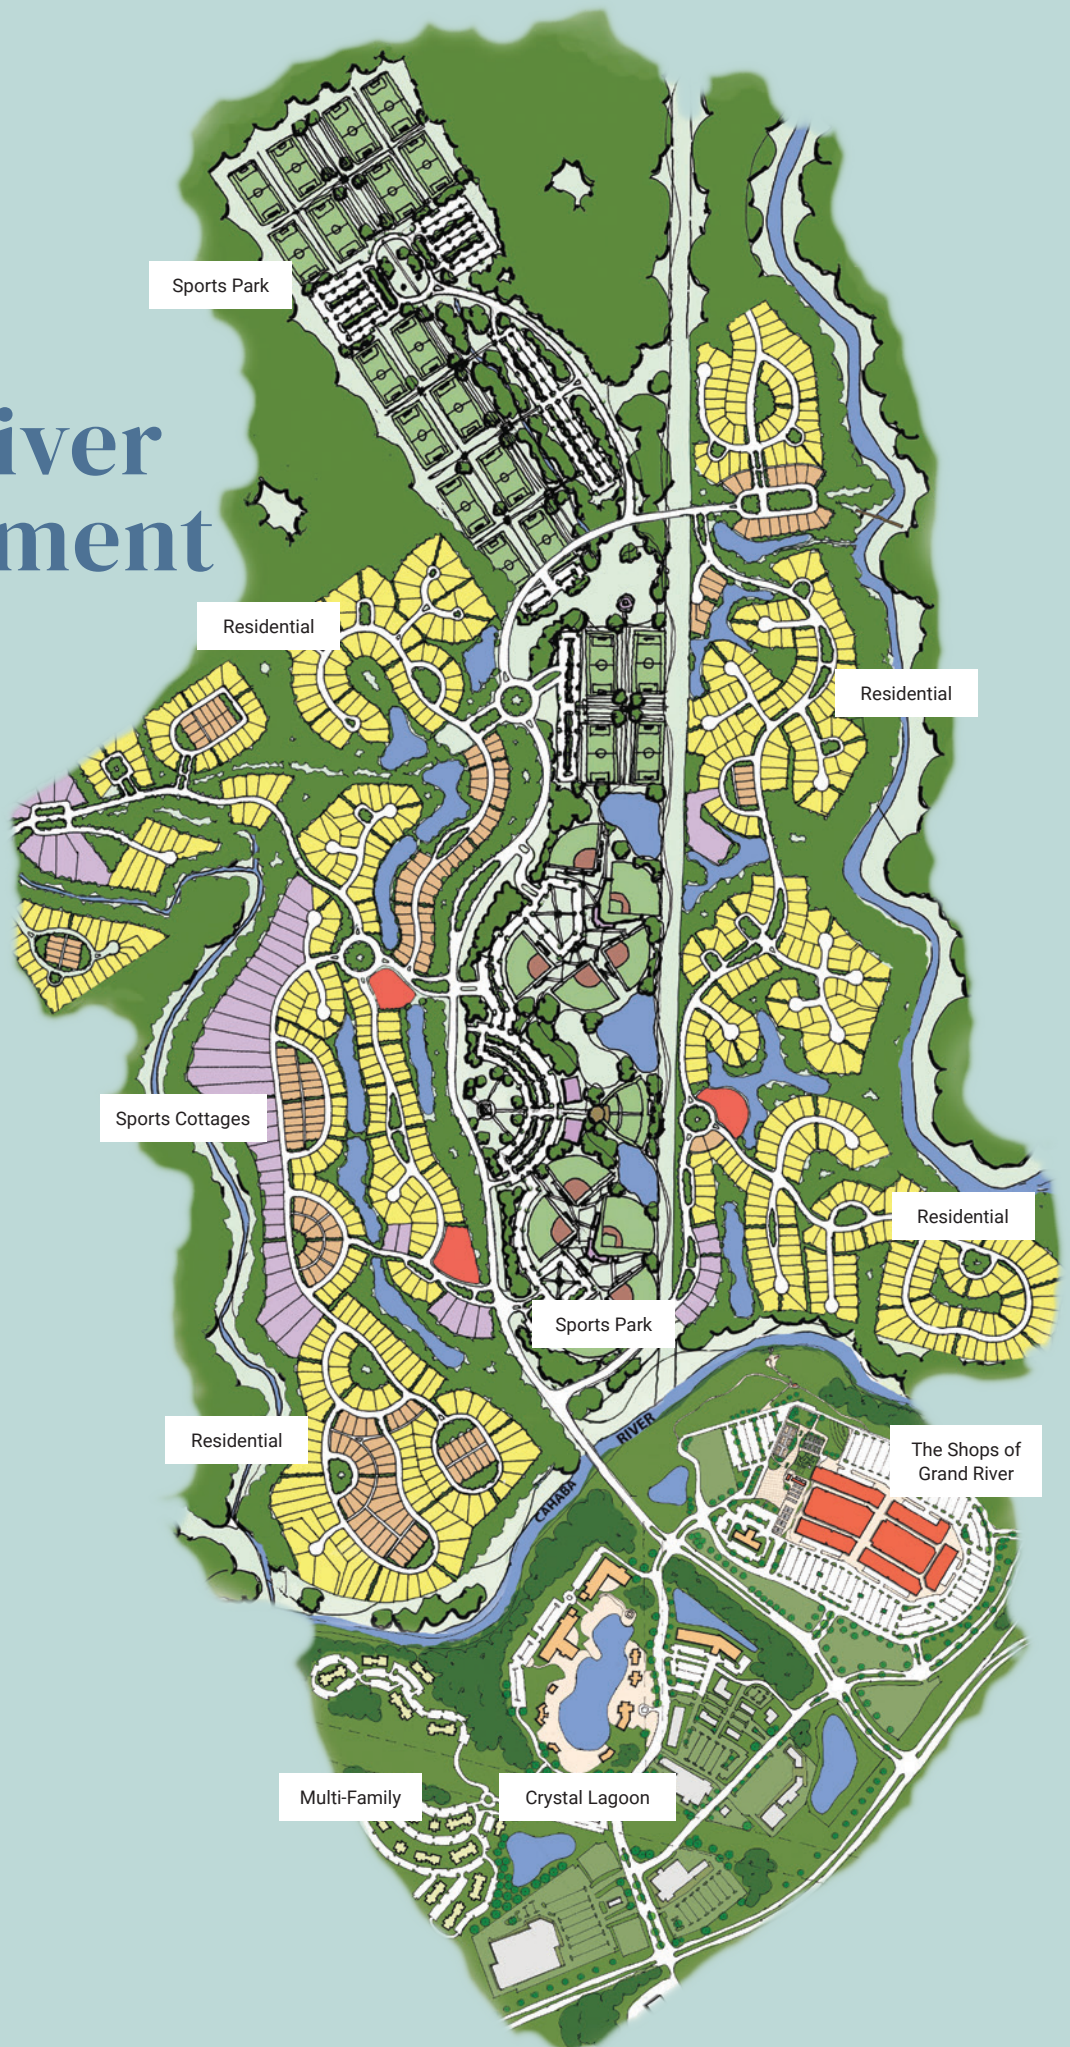 Sports Park
iver
ment
Residential
Residential
Sports Cottages
Residential
Sports Park
RIVER
Residential
The Shops of
Grand River
CAHABA
Multi-Family
Crystal Lagoon